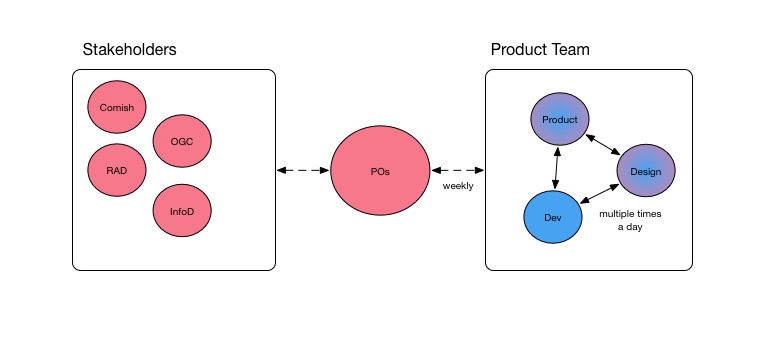 Stakeholders
Product Team
Comish
OGC
RAD
InfoD
POs
weekly
Product
Design
Dev
multiple times
a day